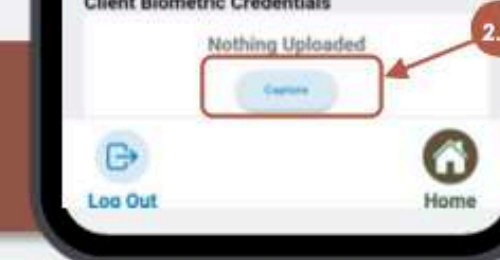 Client Biometric Credentials
Nothing Uploaded
2.
Capture
Log Out
Home